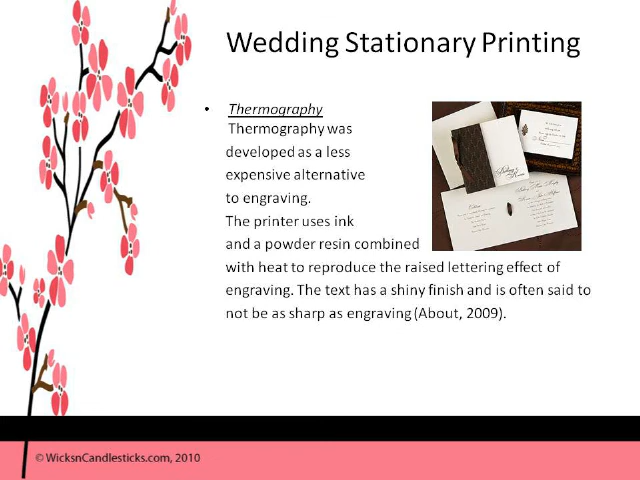 Wedding Stationary Printing
• Thermography
Thermography was
developed as a less
expensive alternative
to engraving.
The printer uses ink
and a powder resin combined
with heat to reproduce the raised lettering effect of
engraving. The text has a shiny finish and is often said to
not be as sharp as engraving (About, 2009).
© WicksnCandlesticks.com, 2010